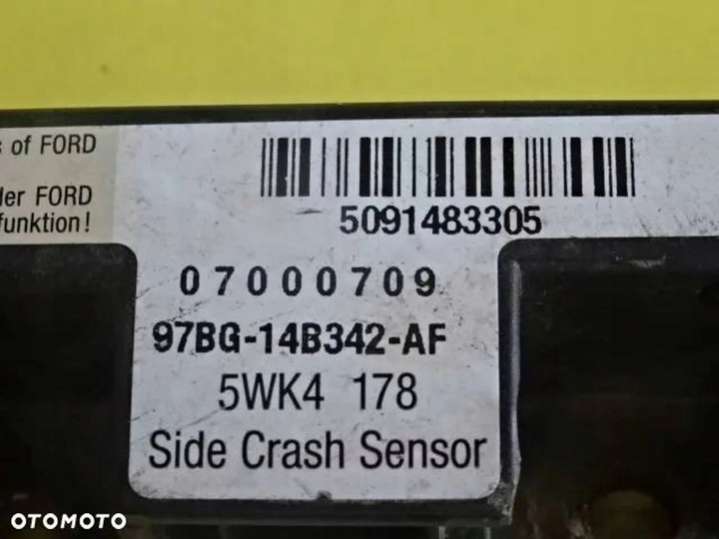 s of FORD
der FORD
funktion!
5091483305
07000709
97BG-14B342-AF
5WK4 178
Side Crash Sensor
OTOMOTO